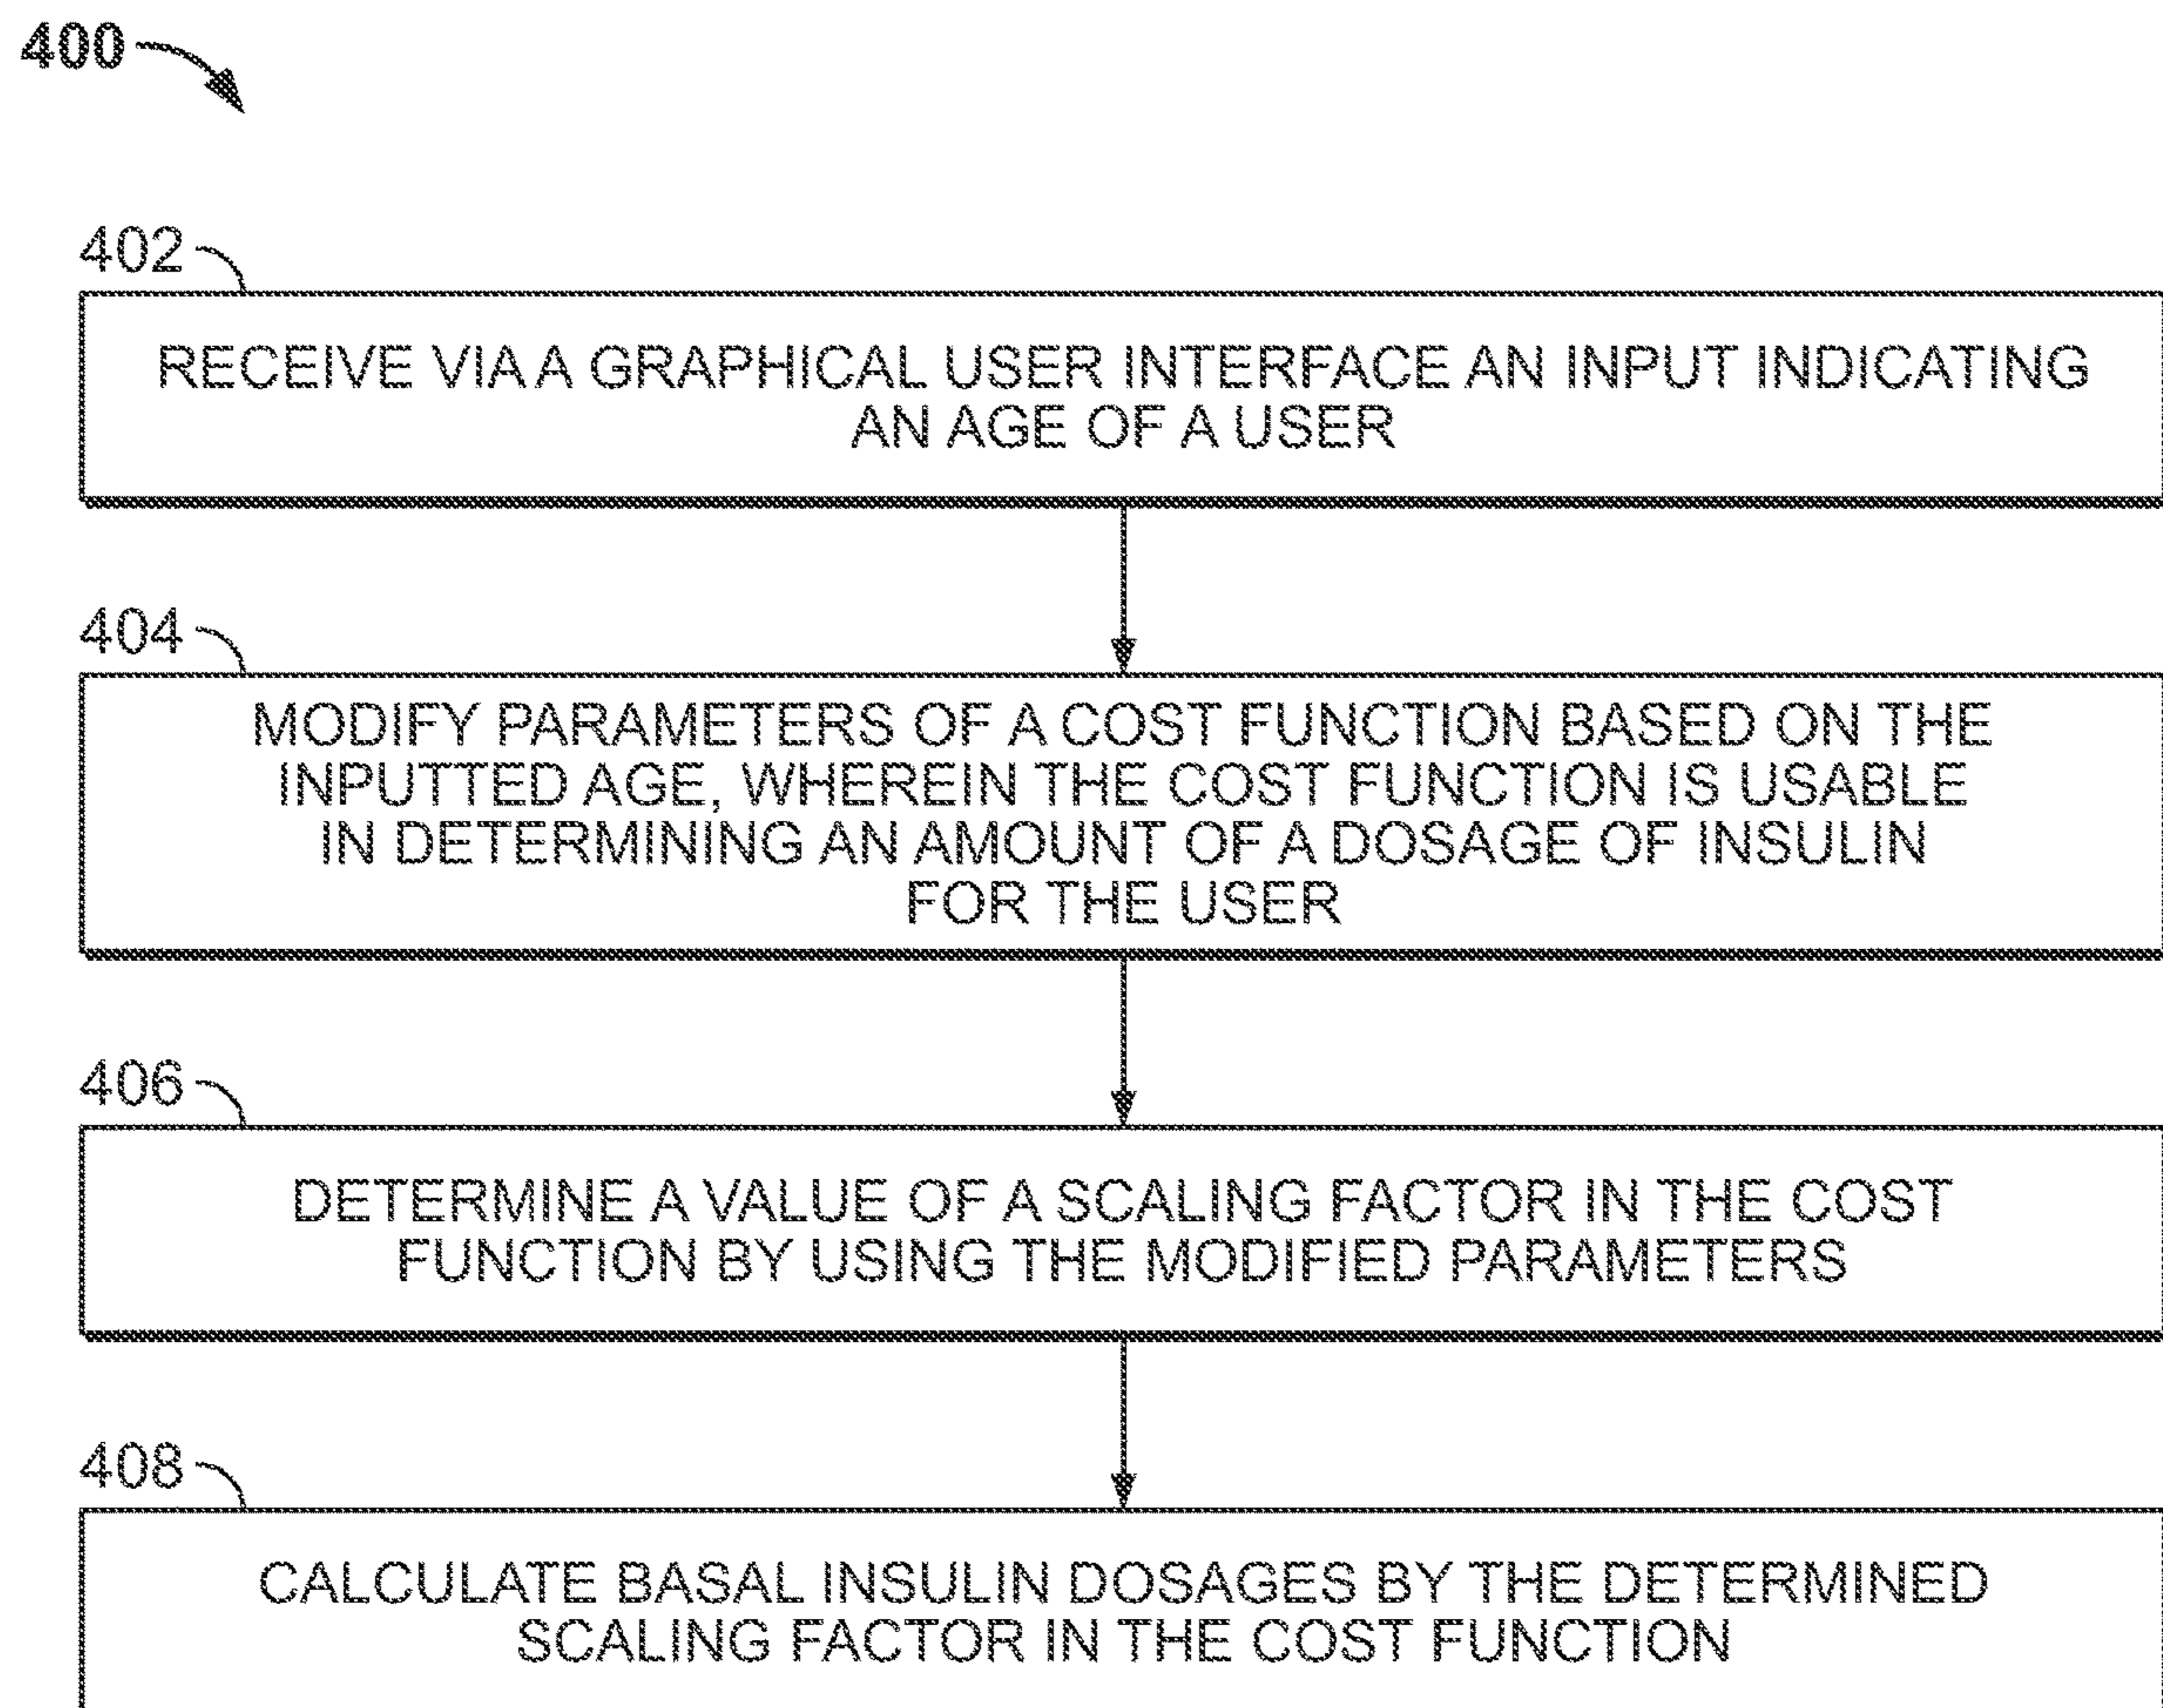 400
402
RECEIVE VIA A GRAPHICAL USER INTERFACE AN INPUT INDICATING
AN AGE OF A USER
404
MODIFY PARAMETERS OF A COST FUNCTION BASED ON THE
INPUTTED AGE, WHEREIN THE COST FUNCTION IS USABLE
IN DETERMINING AN AMOUNT OF A DOSAGE OF INSULIN
FOR THE USER
406
DETERMINE A VALUE OF A SCALING FACTOR IN THE COST
FUNCTION BY USING THE MODIFIED PARAMETERS
408
CALCULATE BASAL INSULIN DOSAGES BY THE DETERMINED
SCALING FACTOR IN THE COST FUNCTION